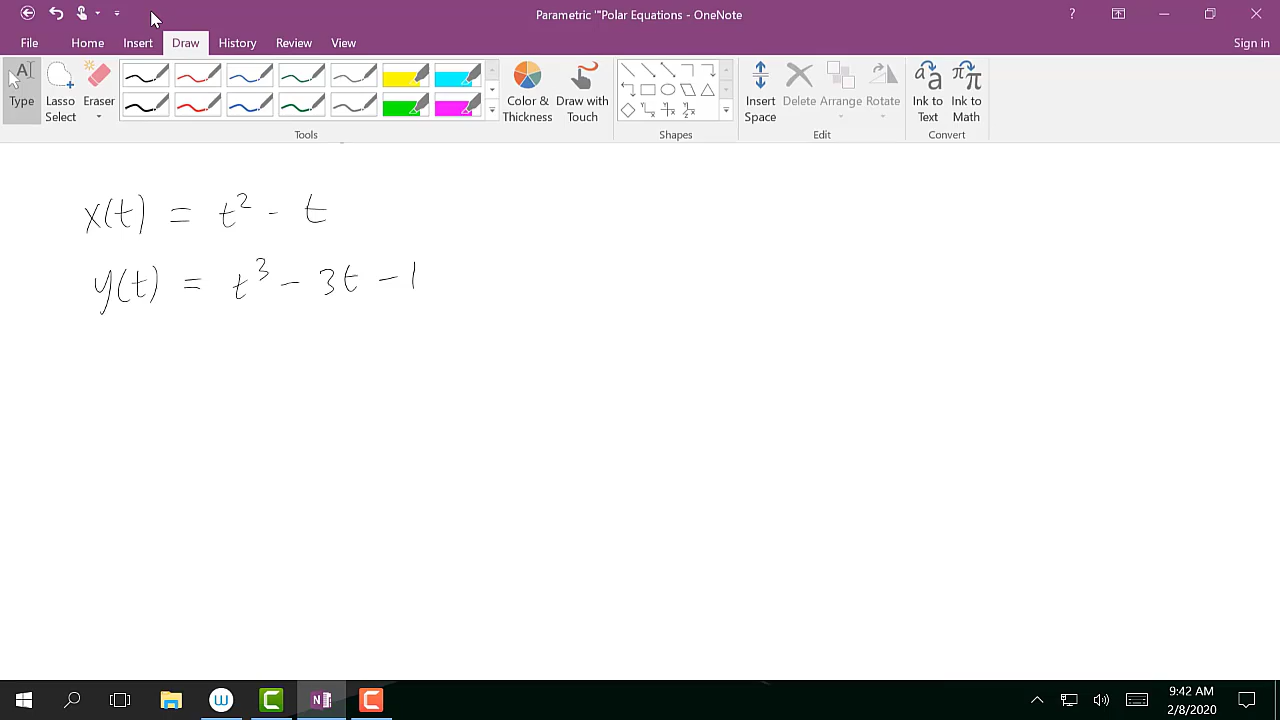 Parametric '"Polar Equations - OneNote
?
File Home Insert Draw History Review View Sign in
Type Lasso Select Eraser Color & Thickness Draw with Touch Insert Space Delete Arrange Rotate Ink to Text Ink to Math
Tools Shapes Edit Convert
x(t) = t² - t
y(t) = t³ - 3t - 1
9:42 AM
2/8/2020